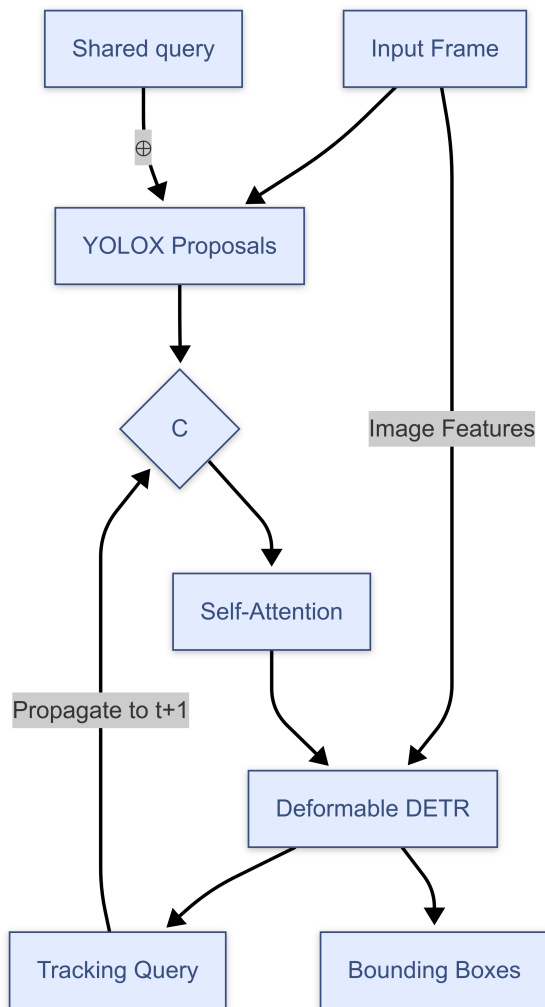 Shared query
Input Frame
⊕
YOLOX Proposals
C
Image Features
Self-Attention
Propagate to t+1
Deformable DETR
Tracking Query
Bounding Boxes